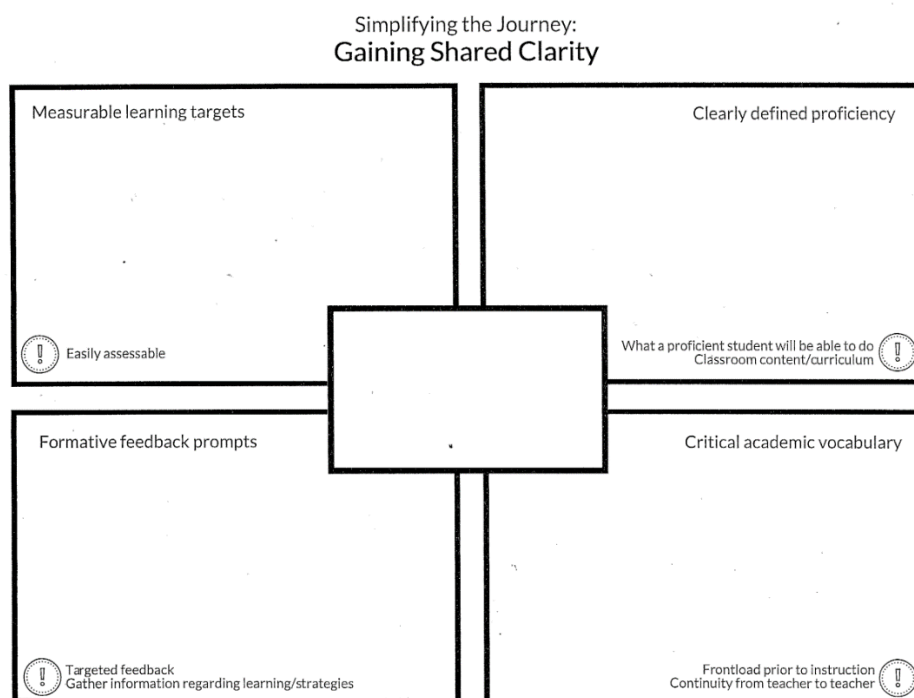 Simplifying the Journey:
Gaining Shared Clarity
Measurable learning targets
Easily assessable
Clearly defined proficiency
What a proficient student will be able to do
Classroom content/curriculum
Formative feedback prompts
Targeted feedback
Gather information regarding learning/strategies
Critical academic vocabulary
Frontload prior to instruction
Continuity from teacher to teacher